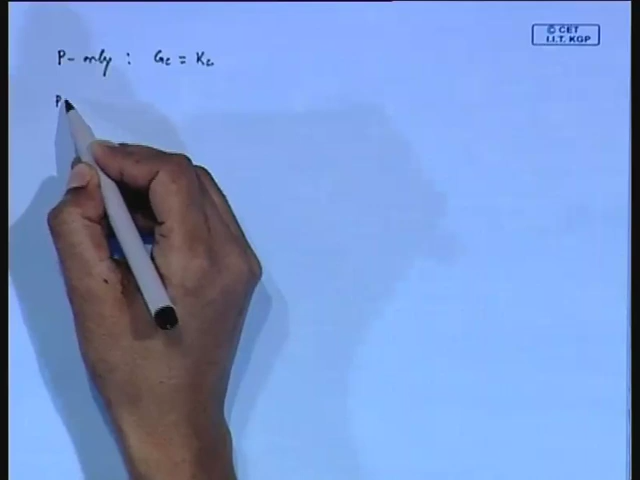 © CET
I.I.T. KGP
P- only : Gc = Kc
P